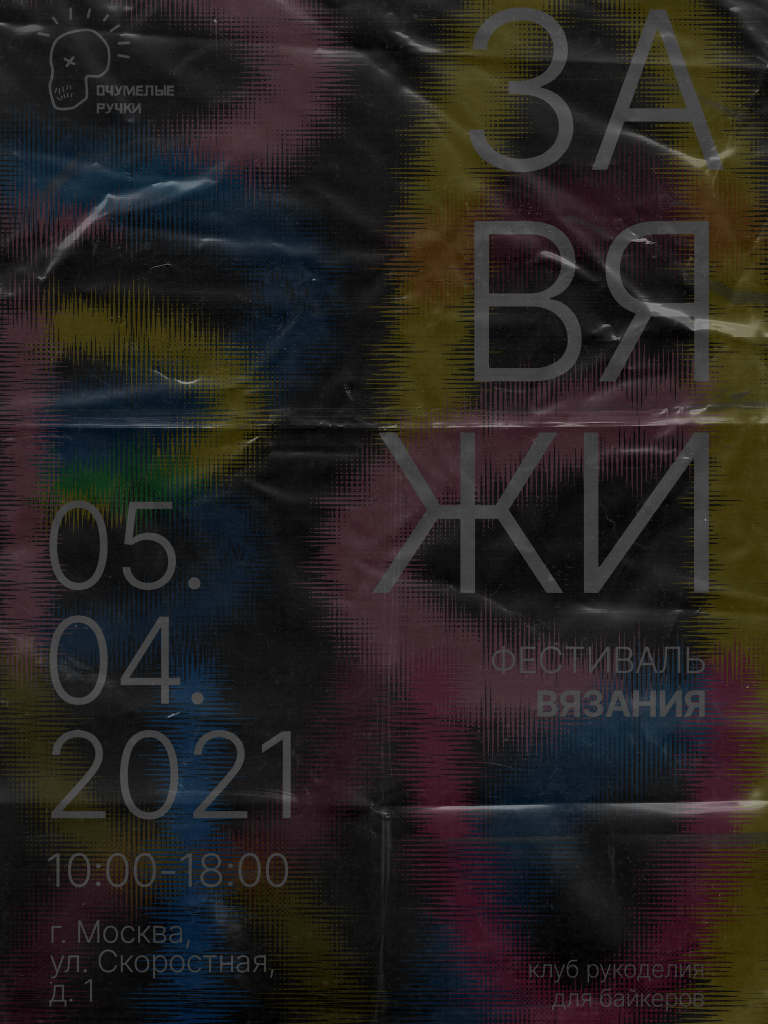 ОЧУМЕЛЫЕ
РУЧКИ
ЗА
ВЯ
ЖИ
ФЕСТИВАЛЬ
ВЯЗАНИЯ
05.
04.
2021
10:00-18:00
г. Москва,
ул. Скоростная,
д. 1
клуб рукоделия
для байкеров